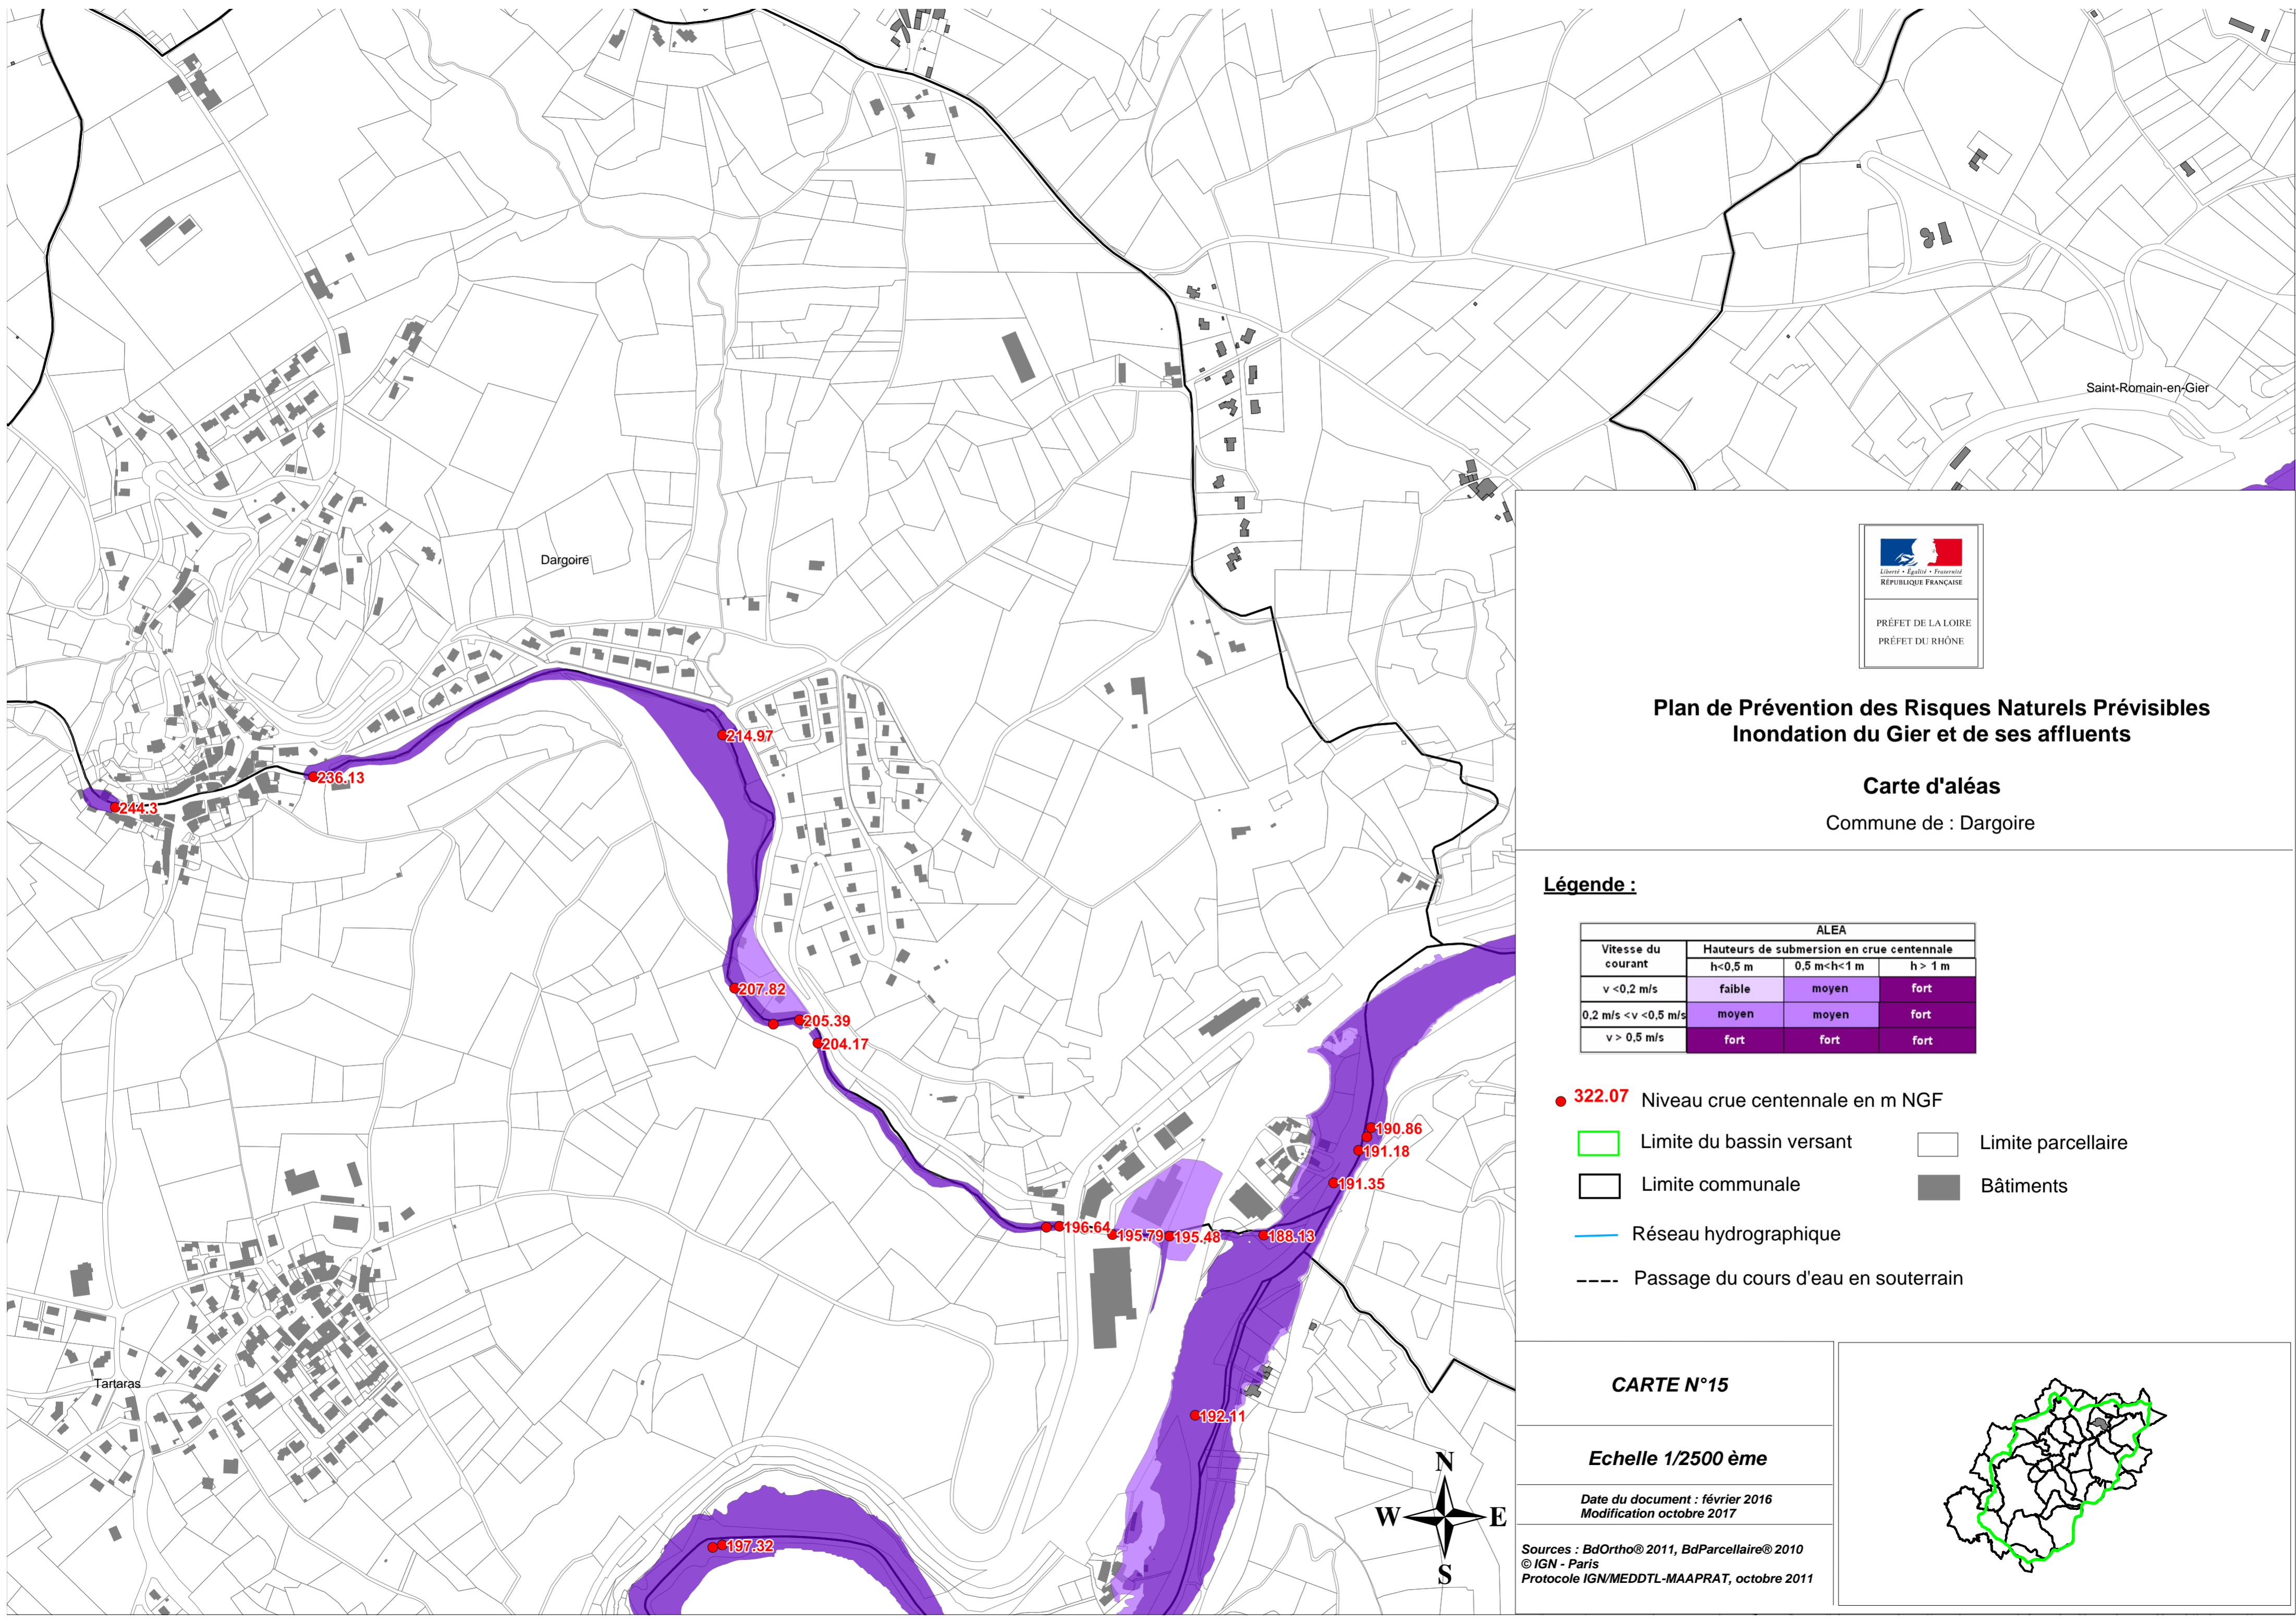 Saint-Romain-en-Gier
Dargoire
214.97
236.13
244.3
207.82
205.39
204.17
190.86
191.18
191.35
196.64
195.79
195.48
188.13
Tartaras
192.11
197.32
N
W E
S
Liberté • Égalité • Fraternité
RÉPUBLIQUE FRANÇAISE
PRÉFET DE LA LOIRE
PRÉFET DU RHÔNE
Plan de Prévention des Risques Naturels Prévisibles
Inondation du Gier et de ses affluents
Carte d'aléas
Commune de : Dargoire
Légende :
ALEA
Vitesse du courant Hauteurs de submersion en crue centennale
h<0,5 m 0,5 m<h<1 m h > 1 m
v <0,2 m/s faible moyen fort
0,2 m/s <v <0,5 m/s moyen moyen fort
v > 0,5 m/s fort fort fort
322.07 Niveau crue centennale en m NGF
Limite du bassin versant Limite parcellaire
Limite communale Bâtiments
Réseau hydrographique
Passage du cours d'eau en souterrain
CARTE N°15
Echelle 1/2500 ème
Date du document : février 2016
Modification octobre 2017
Sources : BdOrtho® 2011, BdParcellaire® 2010
© IGN - Paris
Protocole IGN/MEDDTL-MAAPRAT, octobre 2011